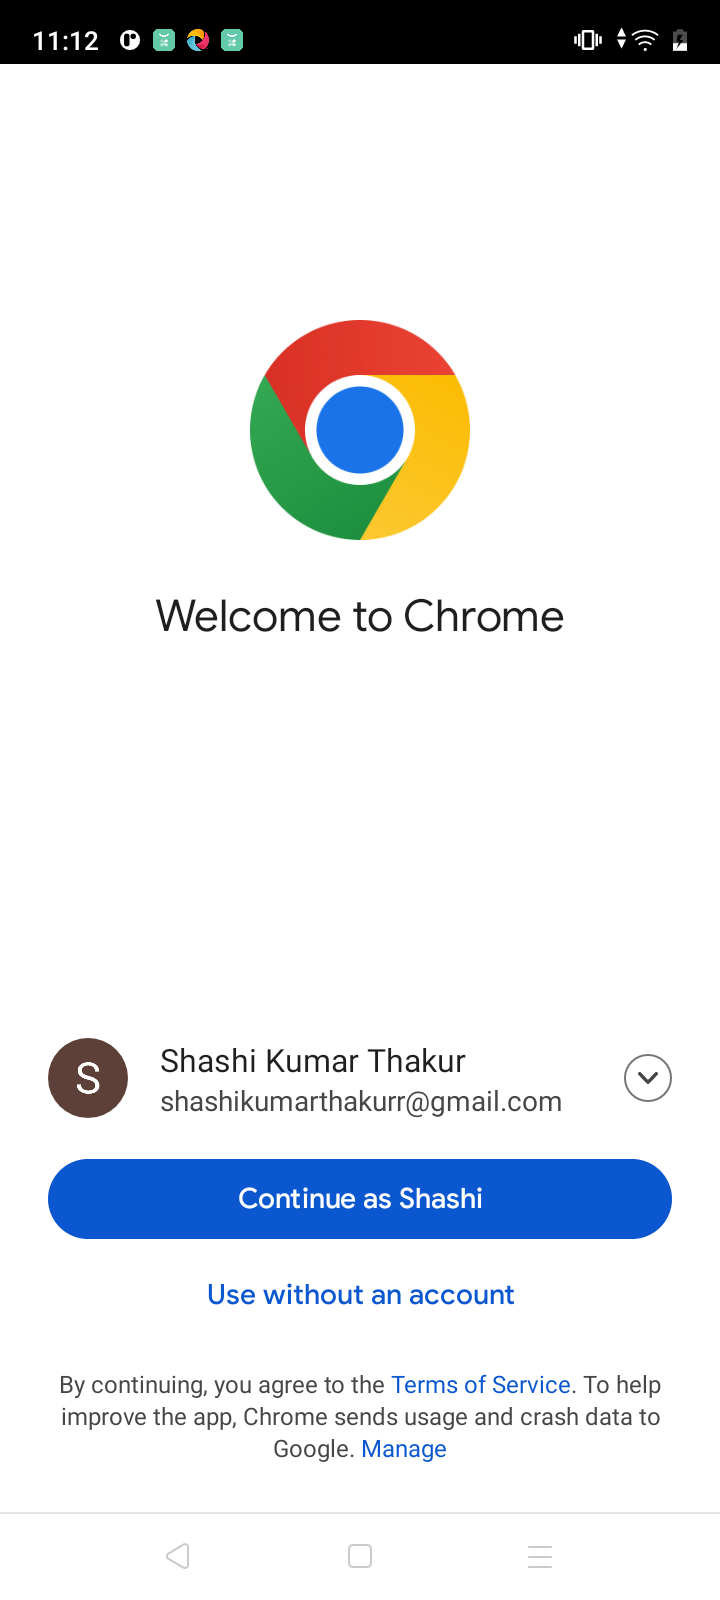 11:12
Welcome to Chrome
S
Shashi Kumar Thakur
shashikumarthakurr@gmail.com
Continue as Shashi
Use without an account
By continuing, you agree to the Terms of Service. To help
improve the app, Chrome sends usage and crash data to
Google. Manage